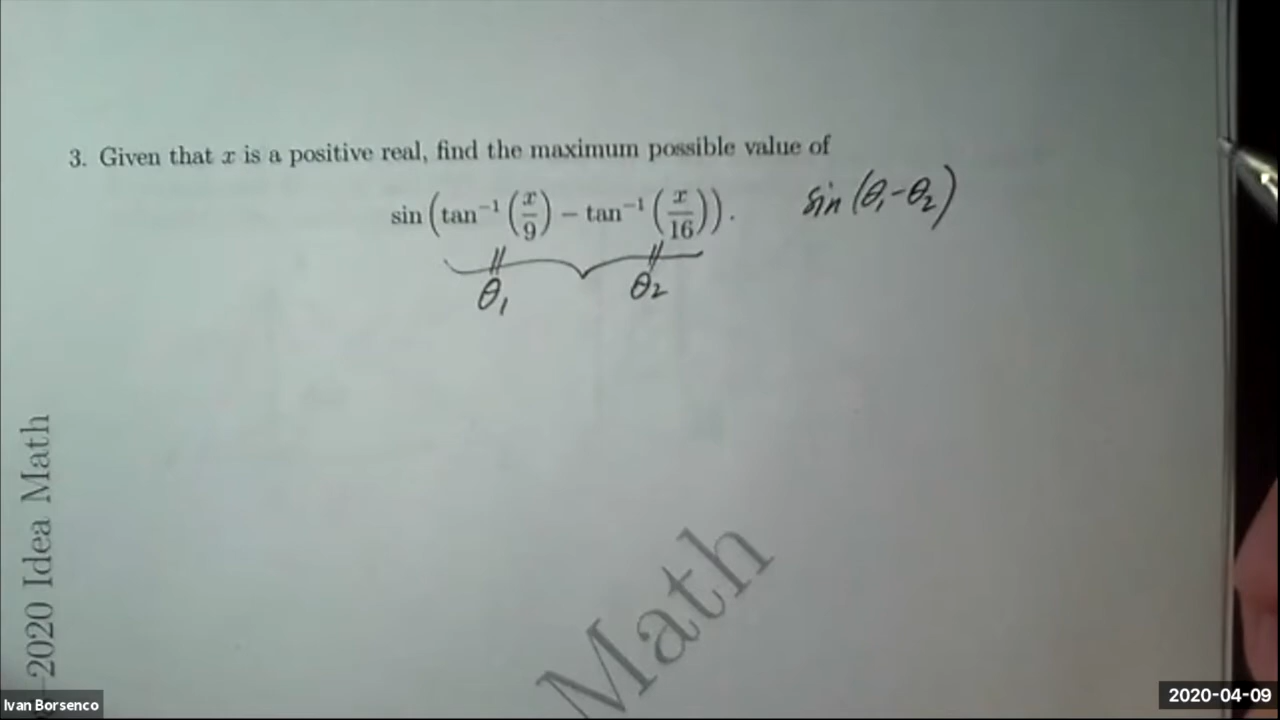 3. Given that x is a positive real, find the maximum possible value of
sin (tan⁻¹ (x/9) − tan⁻¹ (x/16)).
sin (θ₁-θ₂)
θ₁ θ₂
2020 Idea Math
Math
Ivan Borsenco
2020-04-09